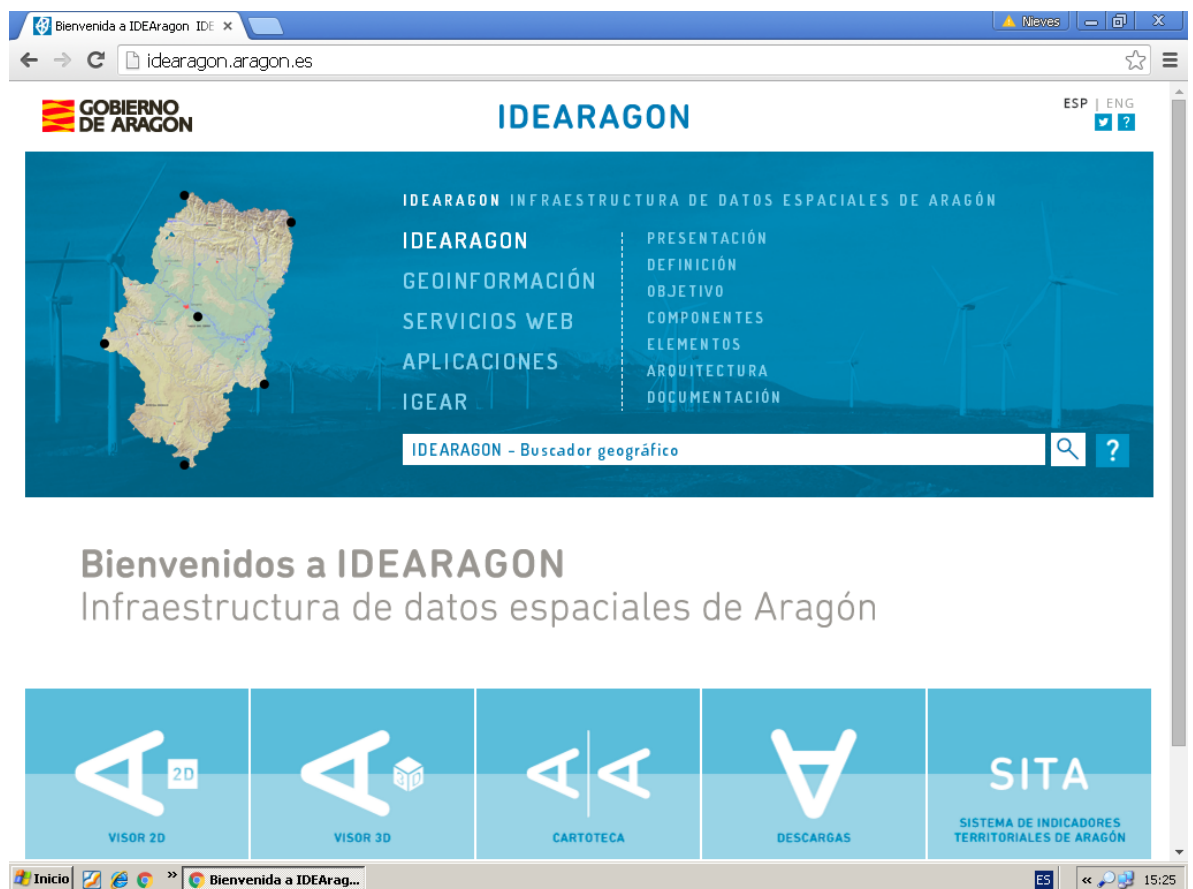 Bienvenida a IDEAragon IDE
Nieves
idearagon.aragon.es
GOBIERNO
DE ARAGON
IDEARAGON
ESP | ENG
?
IDEARAGON INFRAESTRUCTURA DE DATOS ESPACIALES DE ARAGÓN
IDEARAGON
GEOINFORMACIÓN
SERVICIOS WEB
APLICACIONES
IGEAR
PRESENTACIÓN
DEFINICIÓN
OBJETIVO
COMPONENTES
ELEMENTOS
ARQUITECTURA
DOCUMENTACIÓN
IDEARAGON - Buscador geográfico
?
Bienvenidos a IDEARAGON
Infraestructura de datos espaciales de Aragón
A 2D
VISOR 2D
A 3D
VISOR 3D
A A
CARTOTECA
A
DESCARGAS
SITA
SISTEMA DE INDICADORES
TERRITORIALES DE ARAGÓN
Inicio
»
Bienvenida a IDEArag...
ES
«
15:25